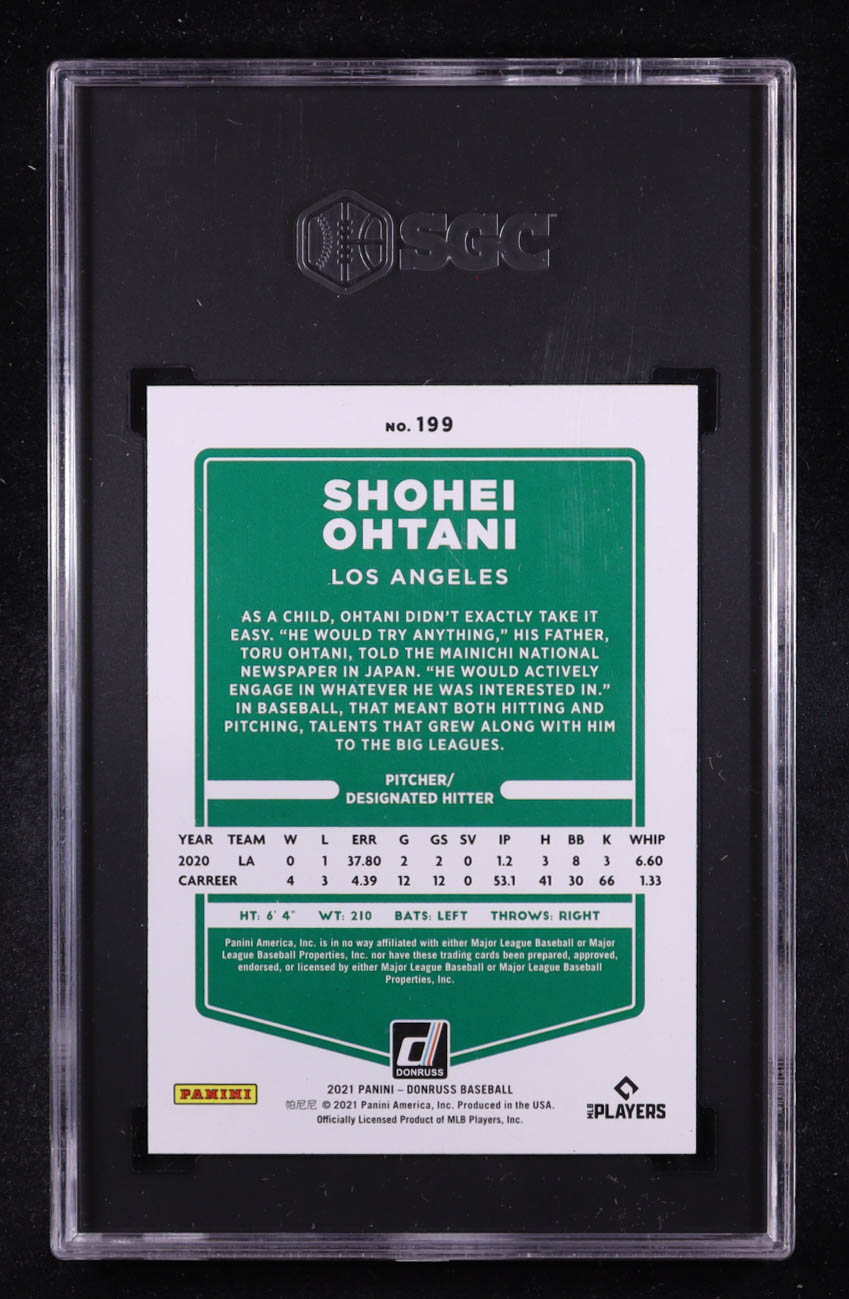 SGC
NO. 199
SHOHEI
OHTANI
LOS ANGELES
AS A CHILD, OHTANI DIDN'T EXACTLY TAKE IT
EASY. "HE WOULD TRY ANYTHING," HIS FATHER,
TORU OHTANI, TOLD THE MAINICHI NATIONAL
NEWSPAPER IN JAPAN. "HE WOULD ACTIVELY
ENGAGE IN WHATEVER HE WAS INTERESTED IN."
IN BASEBALL, THAT MEANT BOTH HITTING AND
PITCHING, TALENTS THAT GREW ALONG WITH HIM
TO THE BIG LEAGUES.
PITCHER/
DESIGNATED HITTER
YEAR TEAM W L ERR G GS SV IP H BB K WHIP
2020 LA 0 1 37.80 2 2 0 1.2 3 8 3 6.60
CARREER 4 3 4.39 12 12 0 53.1 41 30 66 1.33
HT: 6' 4" WT: 210 BATS: LEFT THROWS: RIGHT
Panini America, Inc. is in no way affiliated with either Major League Baseball or Major
League Baseball Properties, Inc. nor have these trading cards been prepared, approved,
endorsed, or licensed by either Major League Baseball or Major League Baseball
Properties, Inc.
d
DONRUSS
PANINI
2021 PANINI – DONRUSS BASEBALL
帕尼尼 © 2021 Panini America, Inc. Produced in the USA.
Officially Licensed Product of MLB Players, Inc.
MLB PLAYERS